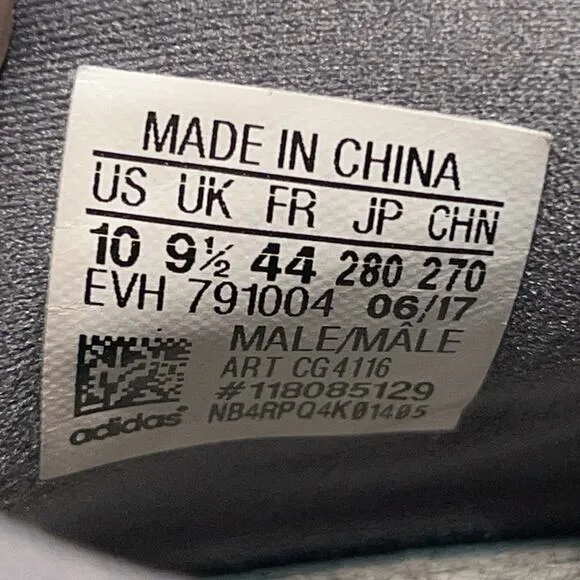 MADE IN CHINA
US UK FR JP CHN
10 9½ 44 280 270
EVH 791004 06/17
MALE/MÂLE
ART CG4116
#118085129
adidas NB4RPQ4K01405